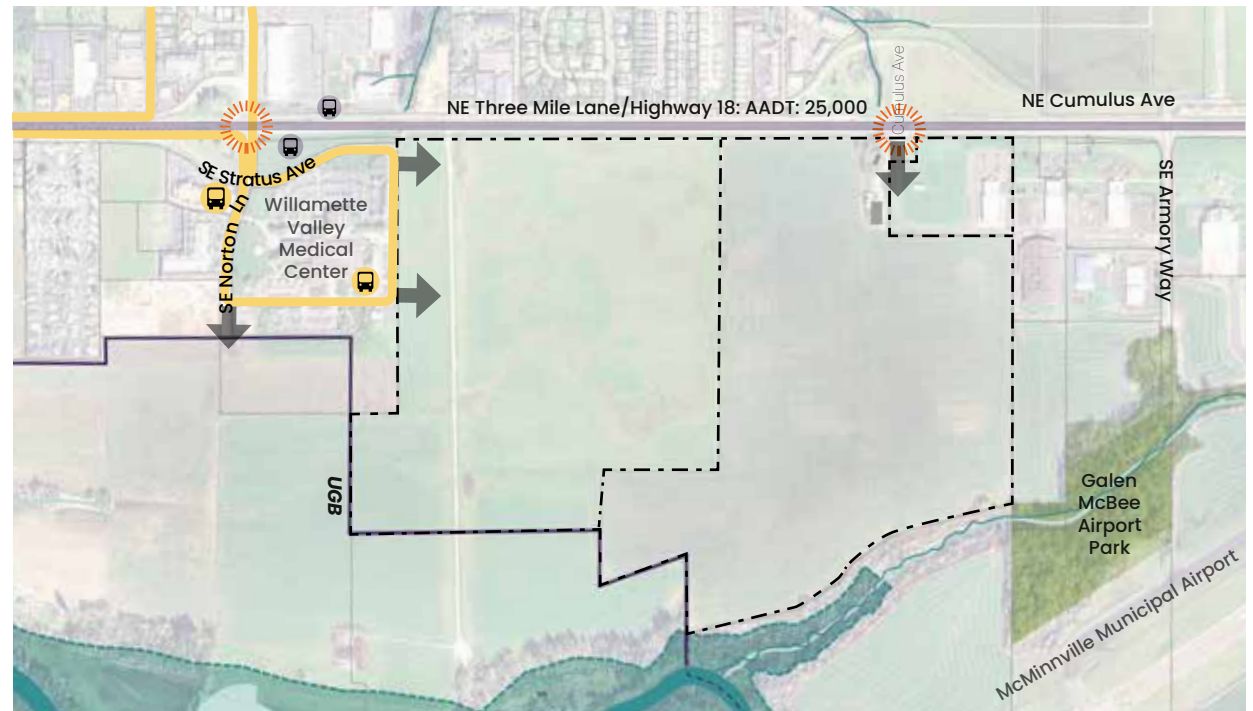 NE Three Mile Lane/Highway 18: AADT: 25,000
Cumulus Ave
NE Cumulus Ave
SE Stratus Ave
SE Norton Ln
Willamette
Valley
Medical
Center
SE Armory Way
UGB
Galen
McBee
Airport
Park
McMinnville Municipal Airport